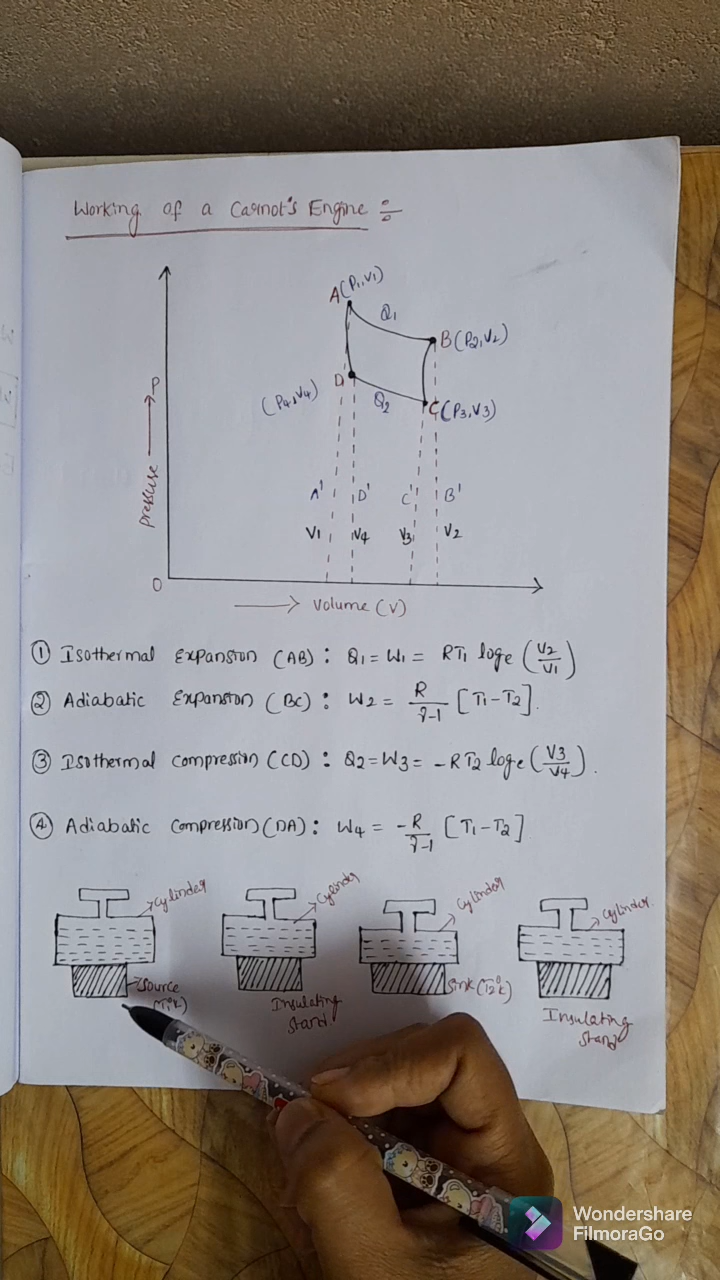 Working of a Carnot's Engine ÷
A(P1,V1)
Q1
B(P2,V2)
P
D
(P4,V4)
Q2
C(P3,V3)
Pressure
A' D' C' B'
V1 V4 V3 V2
O
Volume (V)
① Isothermal Expansion (AB) : Q1 = W1 = RT1 loge (V2/V1)
② Adiabatic Expansion (BC) : W2 = R/γ-1 [T1-T2].
③ Isothermal Compression (CD) : Q2 = W3 = -RT2 loge (V3/V4).
④ Adiabatic Compression (DA) : W4 = -R/γ-1 [T1-T2]
Cylinder
Cylinder
Cylinder
Cylinder.
Source
(T1°K)
Insulating
Stand
Sink (T2°K)
Insulating
Stand
Wondershare
FilmoraGo